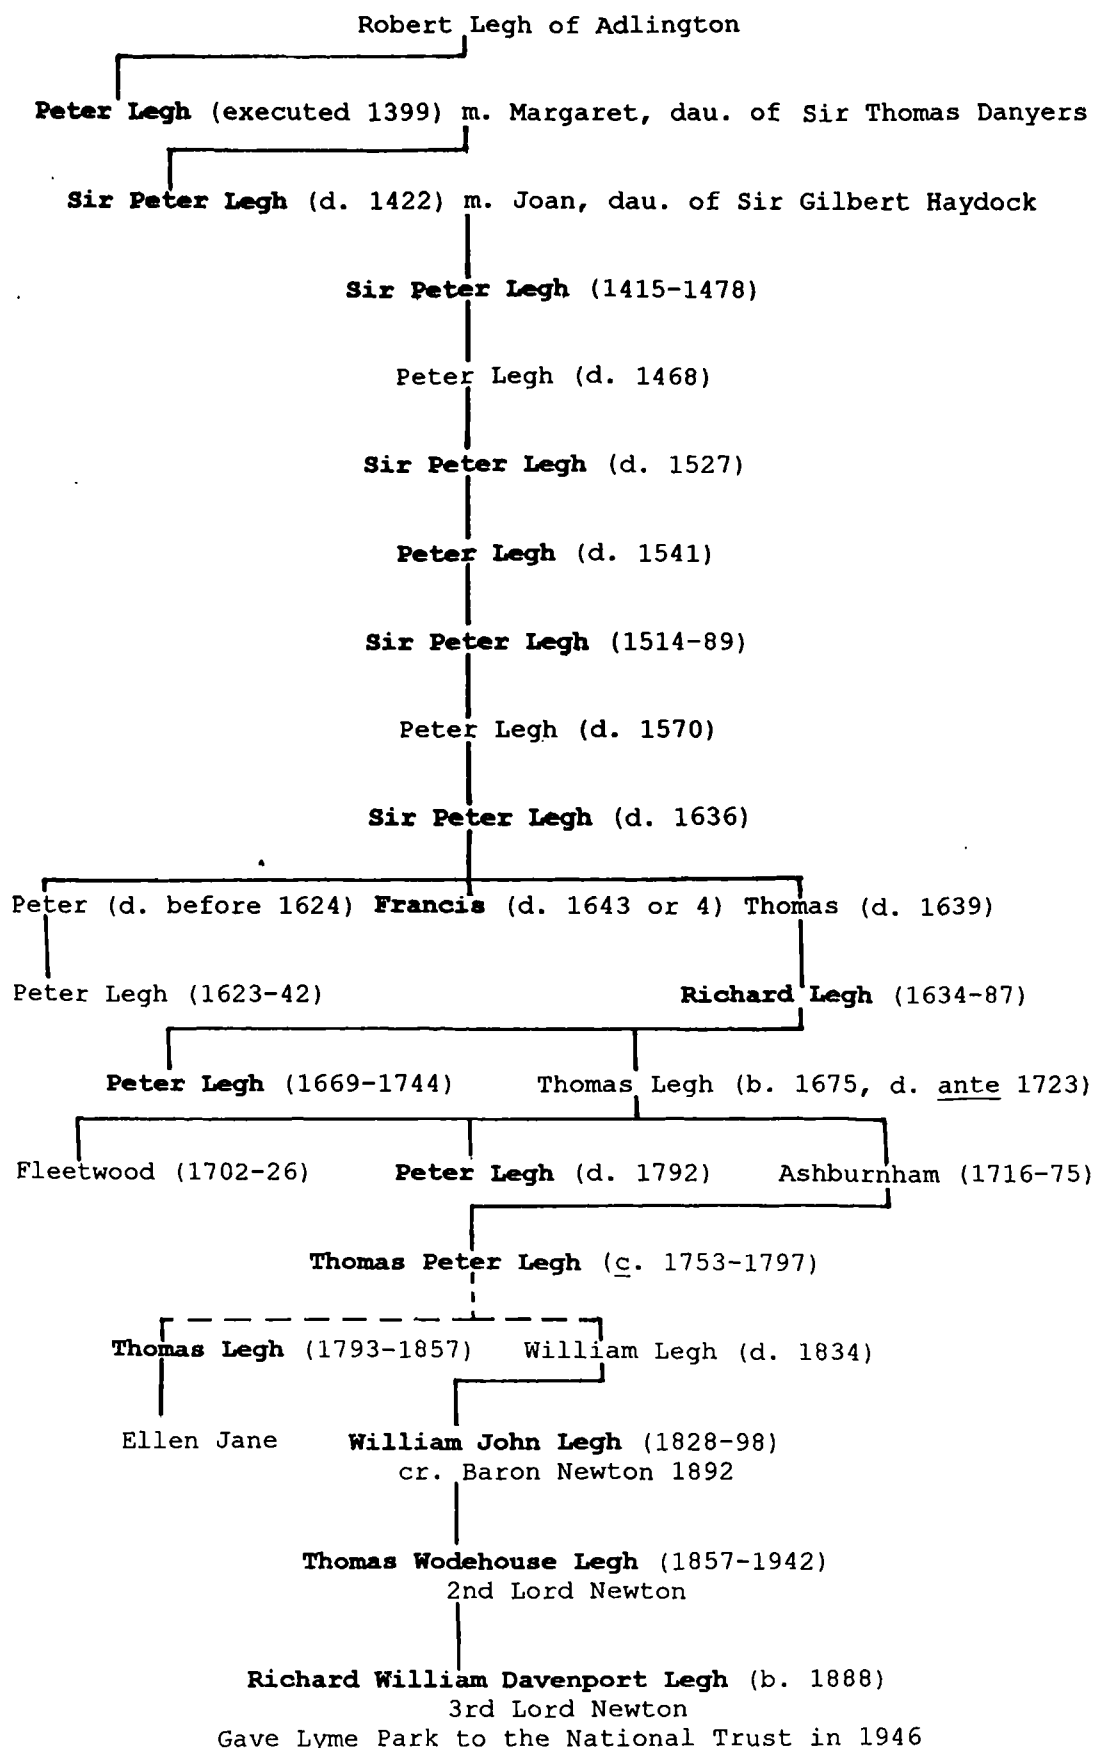 Robert Legh of Adlington
Peter Legh (executed 1399) m. Margaret, dau. of Sir Thomas Danyers
Sir Peter Legh (d. 1422) m. Joan, dau. of Sir Gilbert Haydock
Sir Peter Legh (1415-1478)
Peter Legh (d. 1468)
Sir Peter Legh (d. 1527)
Peter Legh (d. 1541)
Sir Peter Legh (1514-89)
Peter Legh (d. 1570)
Sir Peter Legh (d. 1636)
Peter (d. before 1624) Francis (d. 1643 or 4) Thomas (d. 1639)
Peter Legh (1623-42) Richard Legh (1634-87)
Peter Legh (1669-1744) Thomas Legh (b. 1675, d. ante 1723)
Fleetwood (1702-26) Peter Legh (d. 1792) Ashburnham (1716-75)
Thomas Peter Legh (c. 1753-1797)
Thomas Legh (1793-1857) William Legh (d. 1834)
Ellen Jane William John Legh (1828-98)
cr. Baron Newton 1892
Thomas Wodehouse Legh (1857-1942)
2nd Lord Newton
Richard William Davenport Legh (b. 1888)
3rd Lord Newton
Gave Lyme Park to the National Trust in 1946